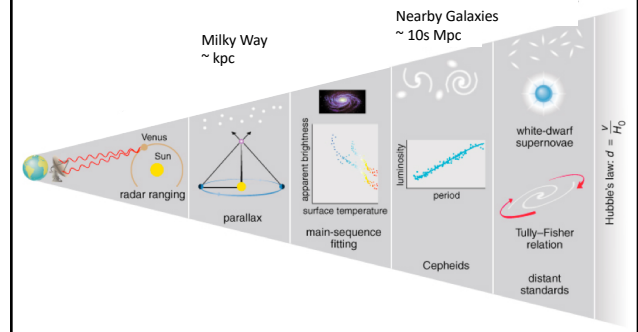 Milky Way
~ kpc
Nearby Galaxies
~ 10s Mpc
Venus
Sun
radar ranging
parallax
apparent brightness
surface temperature
main-sequence
fitting
luminosity
period
Cepheids
white-dwarf
supernovae
Tully–Fisher
relation
distant
standards
Hubble's law: d = v/H₀